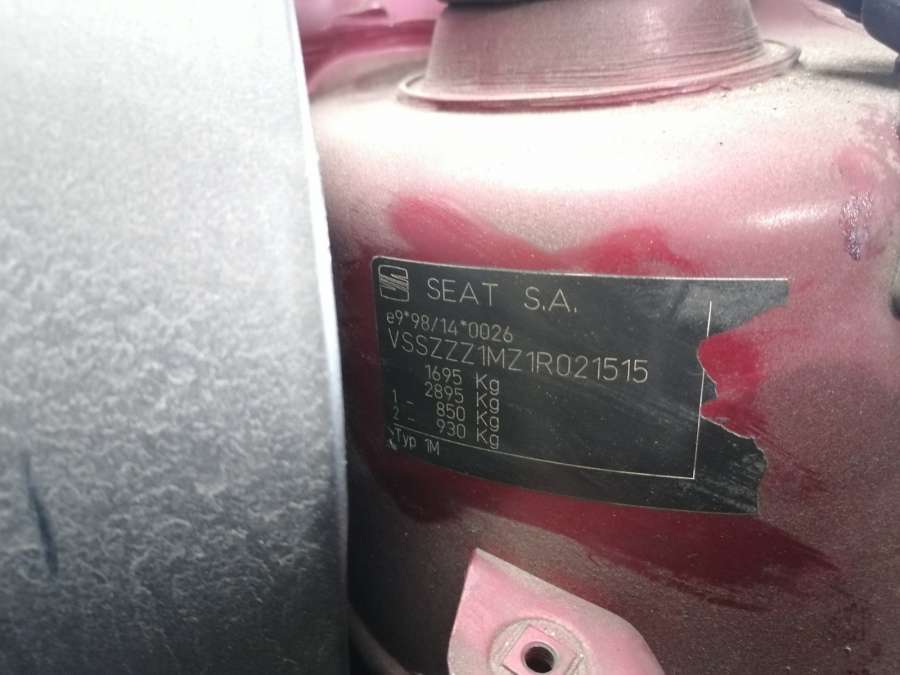 SEAT S.A.
e9*98/14*0026
VSSZZZ1MZ1R021515
1695 Kg
2895 Kg
1 - 850 Kg
2 - 930 Kg
Typ 1M